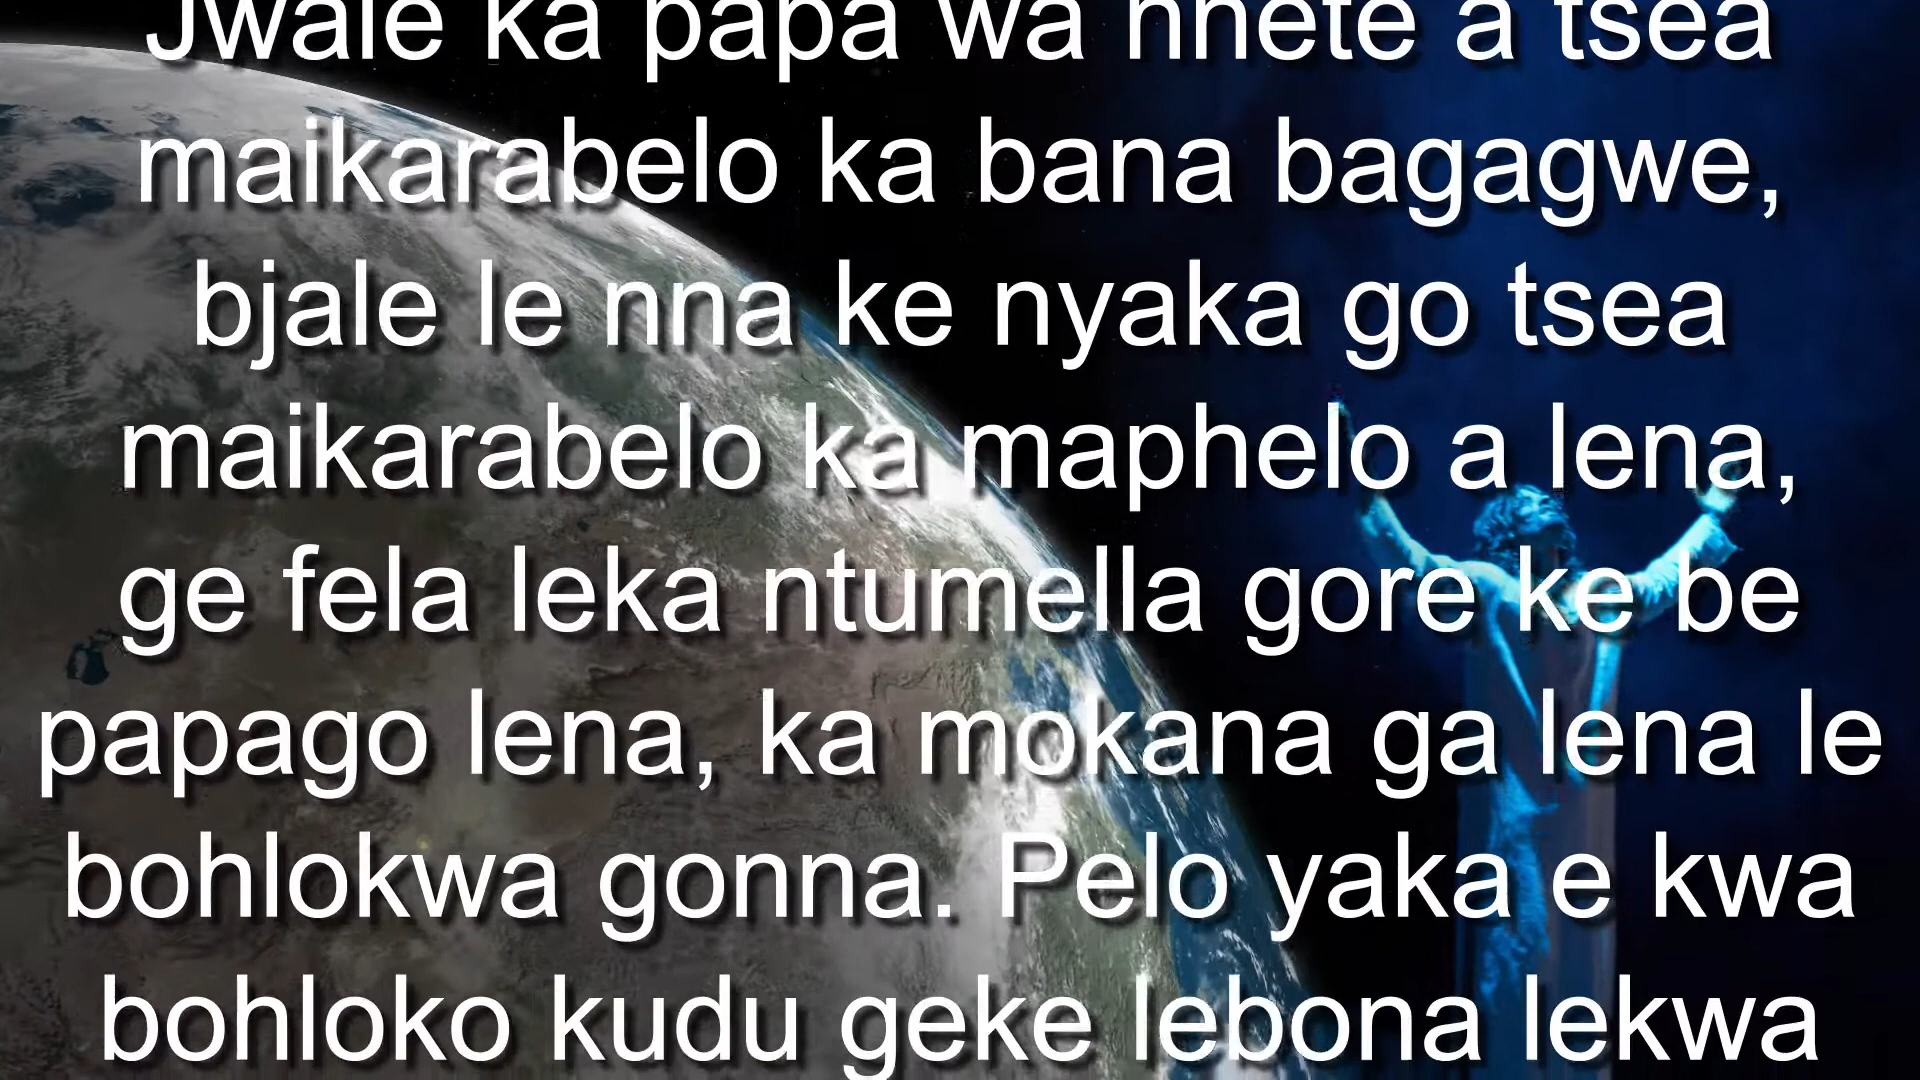 Jwale ka papa wa nnete a tsea
maikarabelo ka bana bagagwe,
bjale le nna ke nyaka go tsea
maikarabelo ka maphelo a lena,
ge fela leka ntumella gore ke be
papago lena, ka mokana ga lena le
bohlokwa gonna. Pelo yaka e kwa
bohloko kudu geke lebona lekwa